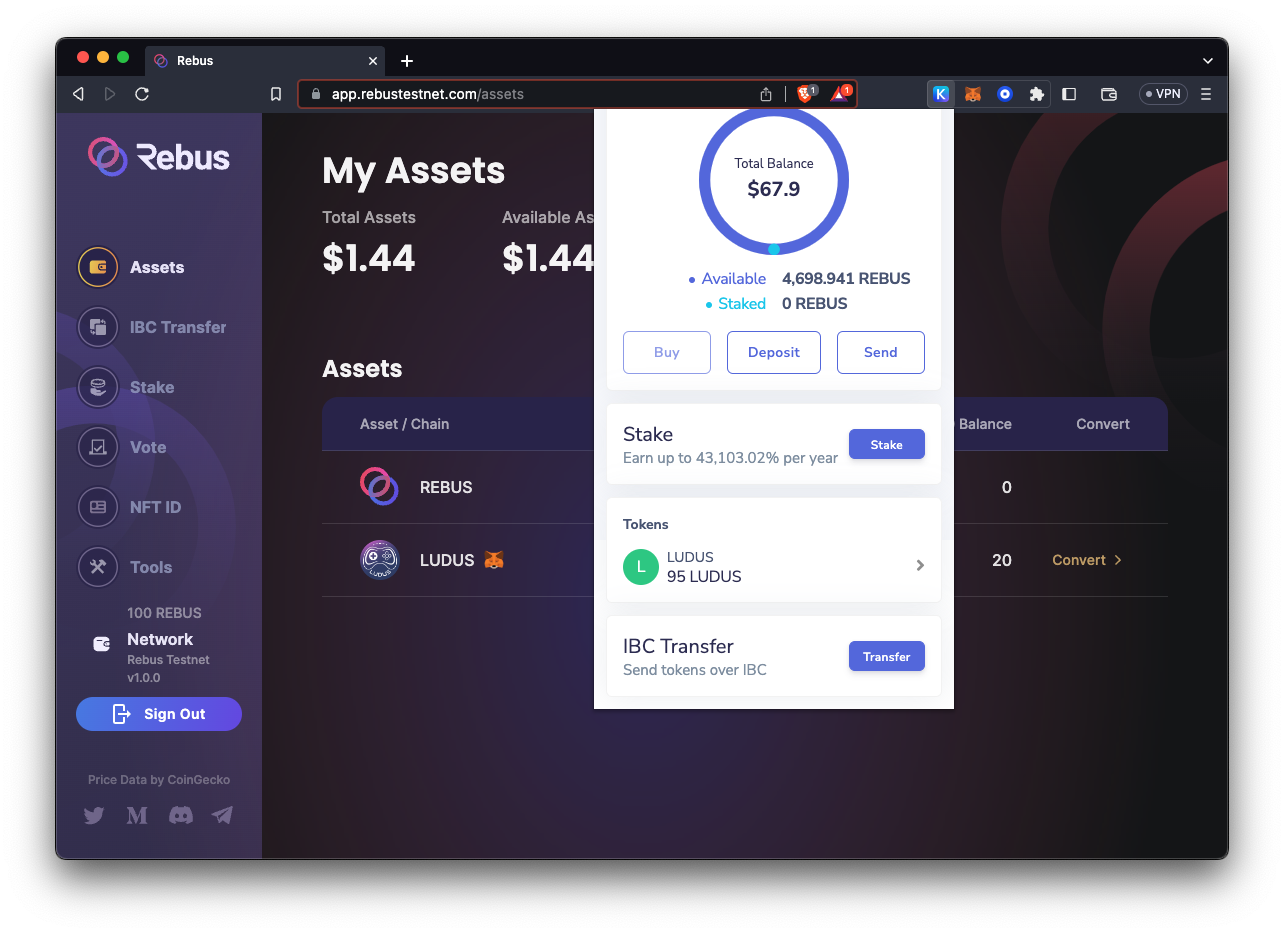 Rebus
app.rebustestnet.com/assets
1
1
K
VPN
Rebus
Assets
IBC Transfer
Stake
Vote
NFT ID
Tools
100 REBUS
Network
Rebus Testnet
v1.0.0
Sign Out
Price Data by CoinGecko
My Assets
Total Assets
Available As
$1.44
$1.44
Assets
Asset / Chain
Balance
Convert
REBUS
0
LUDUS
LUDUS
20
Convert
Total Balance
$67.9
Available 4,698.941 REBUS
Staked 0 REBUS
Buy
Deposit
Send
Stake
Earn up to 43,103.02% per year
Stake
Tokens
L
LUDUS
95 LUDUS
IBC Transfer
Send tokens over IBC
Transfer